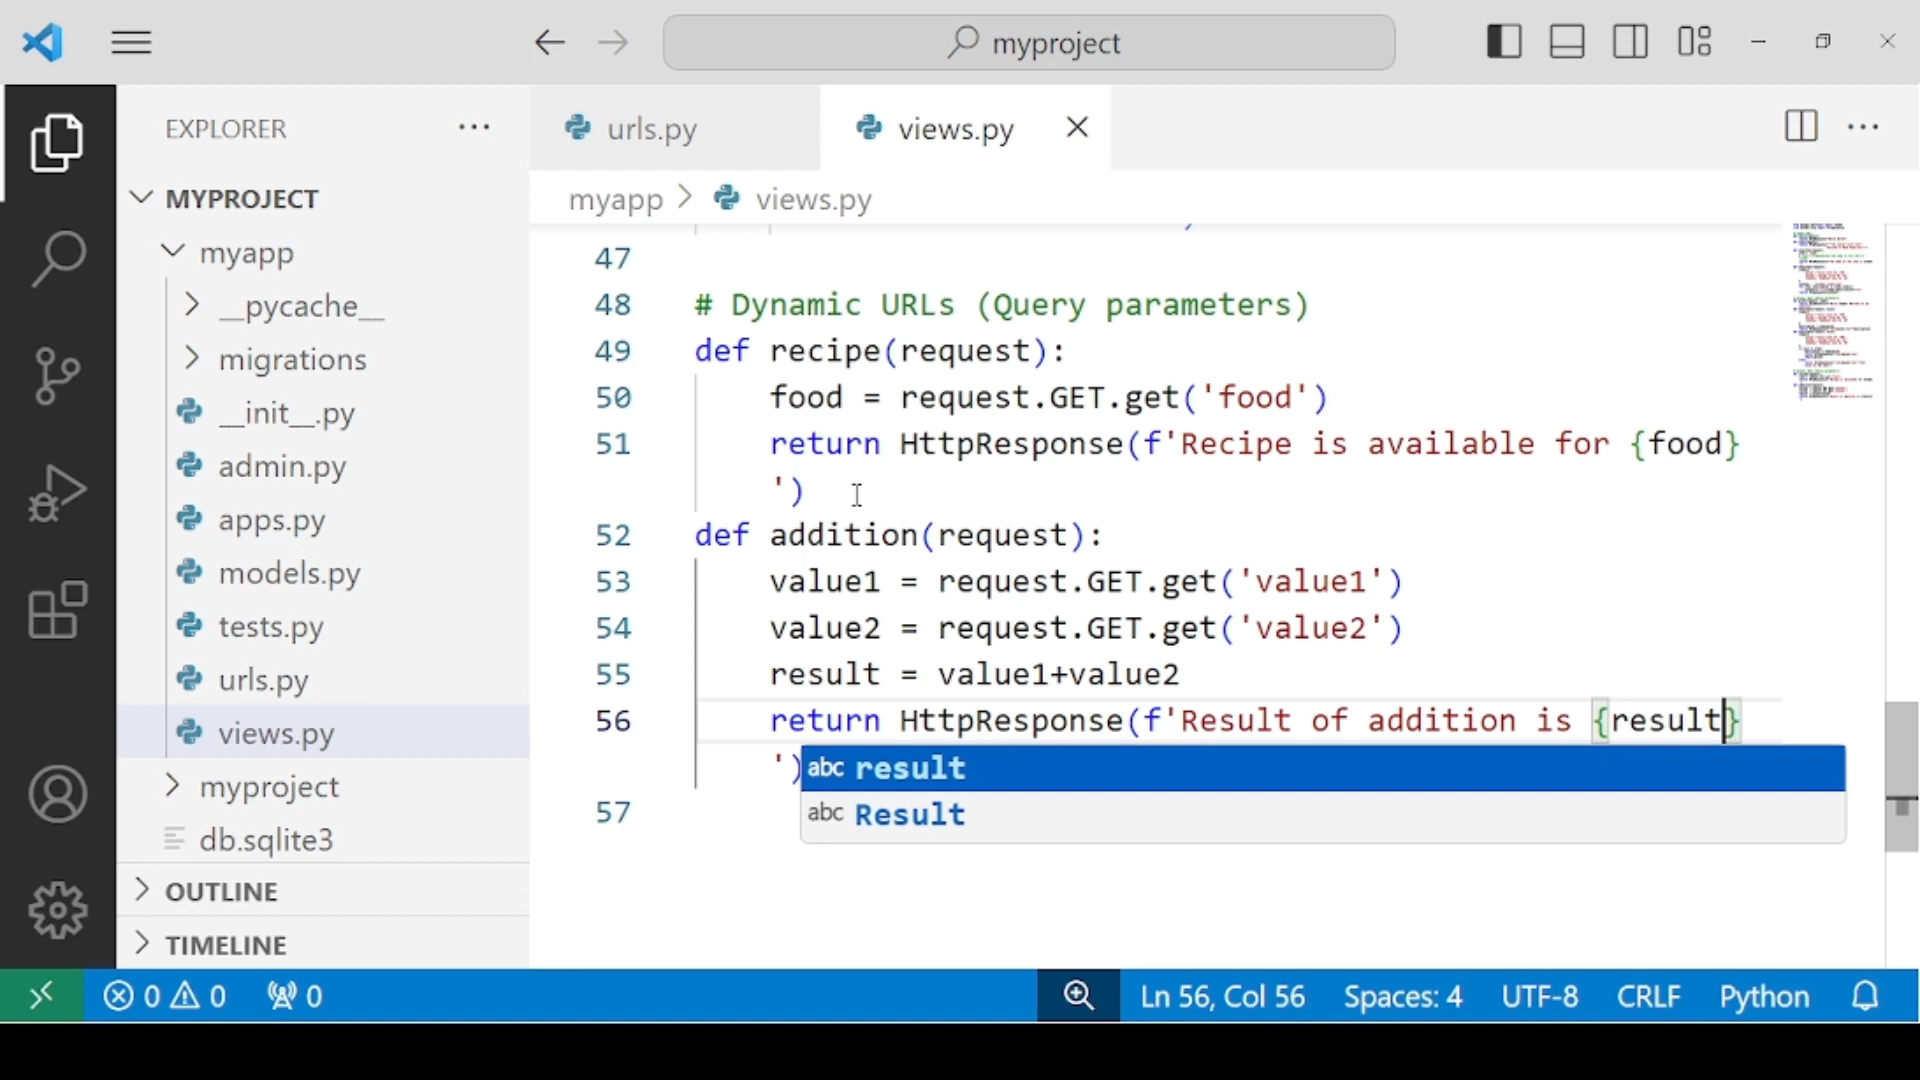 myproject
EXPLORER
MYPROJECT
myapp
__pycache__
migrations
__init__.py
admin.py
apps.py
models.py
tests.py
urls.py
views.py
myproject
db.sqlite3
OUTLINE
TIMELINE
urls.py
views.py
myapp > views.py
47
48 # Dynamic URLs (Query parameters)
49 def recipe(request):
50 food = request.GET.get('food')
51 return HttpResponse(f'Recipe is available for {food}
')
52 def addition(request):
53 value1 = request.GET.get('value1')
54 value2 = request.GET.get('value2')
55 result = value1+value2
56 return HttpResponse(f'Result of addition is {result}
')
abc result
abc Result
57
0 0 0
Ln 56, Col 56 Spaces: 4 UTF-8 CRLF Python